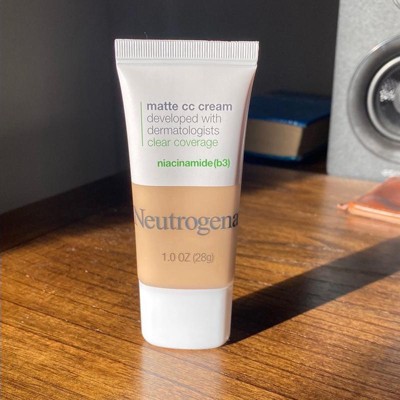 matte cc cream
developed with
dermatologists
clear coverage
niacinamide(b3)
Neutrogena
1.0 OZ (28g)